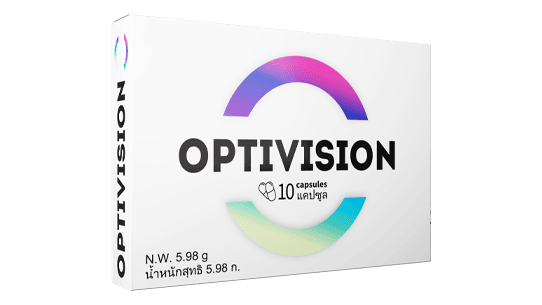 OPTIVISION
OPTIVISION
10 capsules
แคปซูล
N.W. 5.98 g
น้ำหนักสุทธิ 5.98 ก.